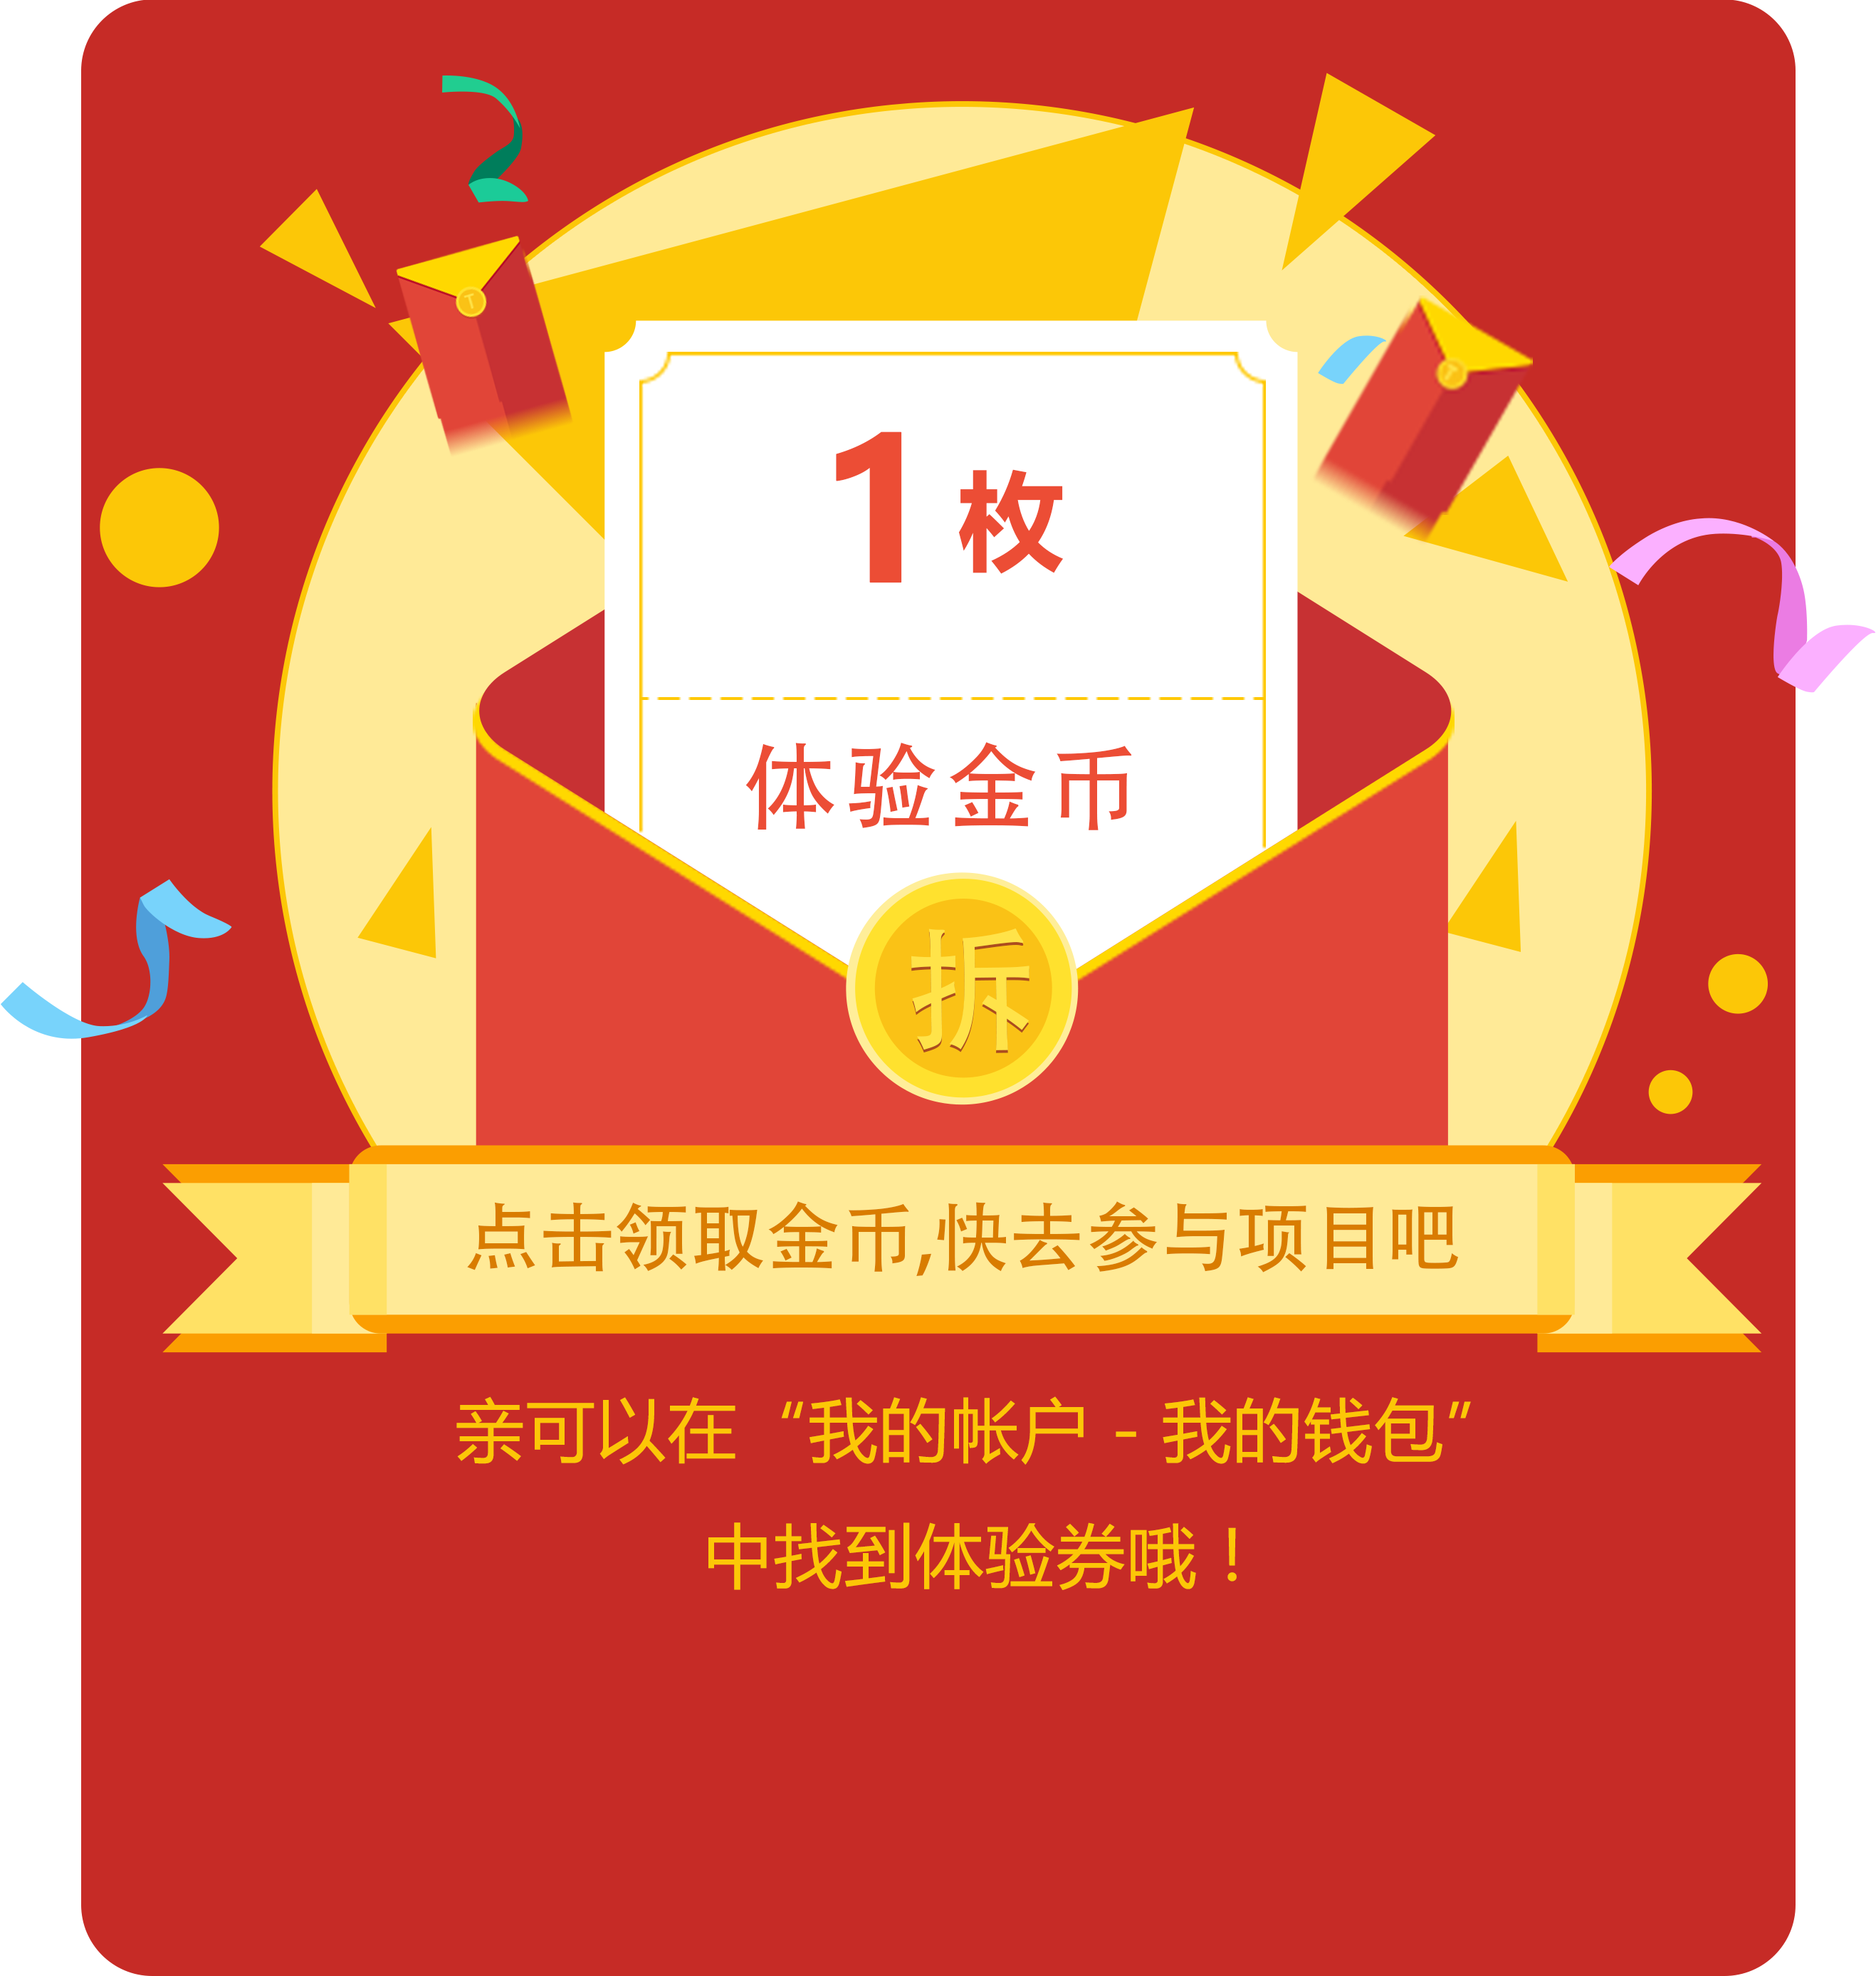 1 枚
体验金币
拆
点击领取金币,快去参与项目吧
亲可以在 “我的帐户 - 我的钱包”
中找到体验券哦！